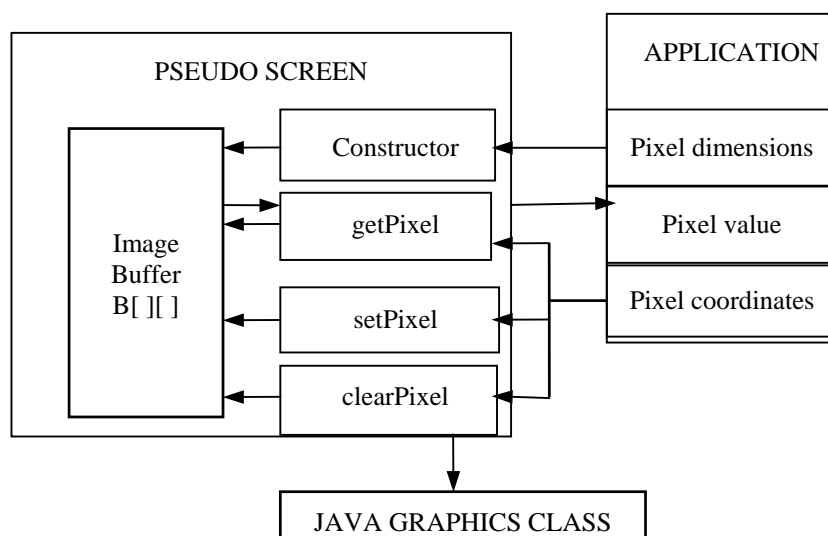 PSEUDO SCREEN
APPLICATION
Constructor
Pixel dimensions
getPixel
Pixel value
Image
Buffer
B[ ][ ]
setPixel
Pixel coordinates
clearPixel
JAVA GRAPHICS CLASS